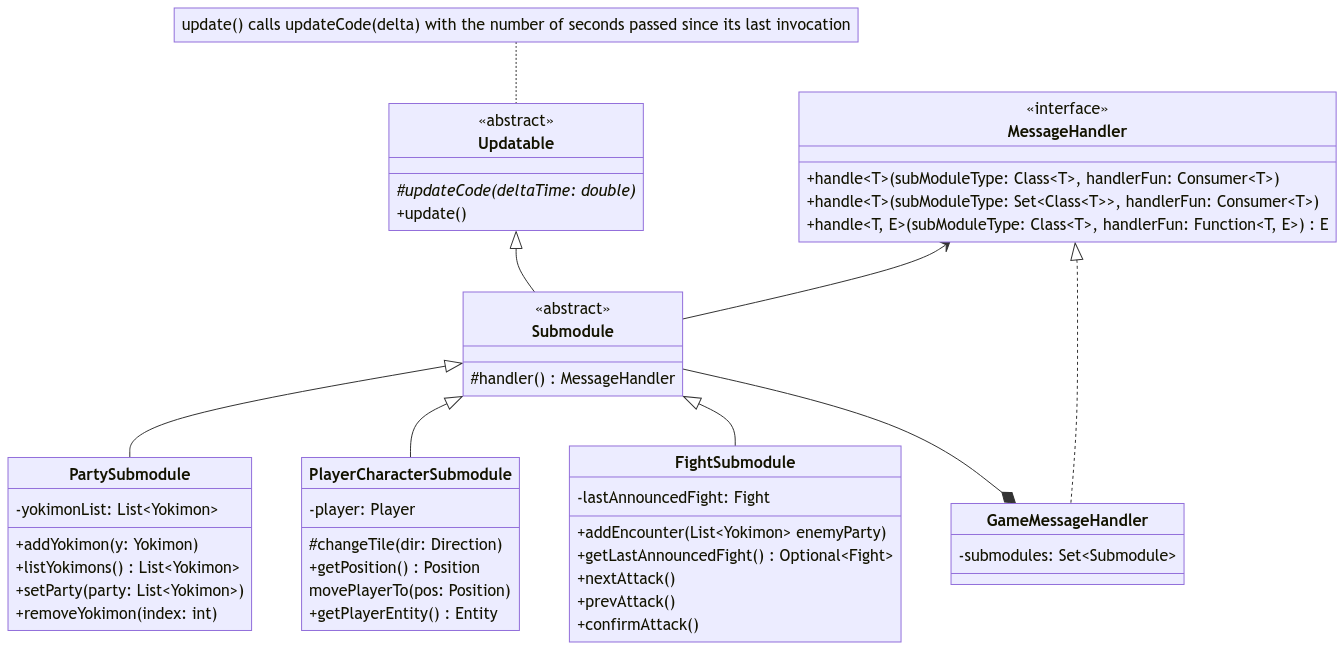 update() calls updateCode(delta) with the number of seconds passed since its last invocation
«abstract»
Updatable
#updateCode(deltaTime: double)
+update()
«interface»
MessageHandler
+handle<T>(subModuleType: Class<T>, handlerFun: Consumer<T>)
+handle<T>(subModuleType: Set<Class<T>>, handlerFun: Consumer<T>)
+handle<T, E>(subModuleType: Class<T>, handlerFun: Function<T, E>) : E
«abstract»
Submodule
#handler() : MessageHandler
PartySubmodule
-yokimonList: List<Yokimon>
+addYokimon(y: Yokimon)
+listYokimons() : List<Yokimon>
+setParty(party: List<Yokimon>)
+removeYokimon(index: int)
PlayerCharacterSubmodule
-player: Player
#changeTile(dir: Direction)
+getPosition() : Position
movePlayerTo(pos: Position)
+getPlayerEntity() : Entity
FightSubmodule
-lastAnnouncedFight: Fight
+addEncounter(List<Yokimon> enemyParty)
+getLastAnnouncedFight() : Optional<Fight>
+nextAttack()
+prevAttack()
+confirmAttack()
GameMessageHandler
-submodules: Set<Submodule>